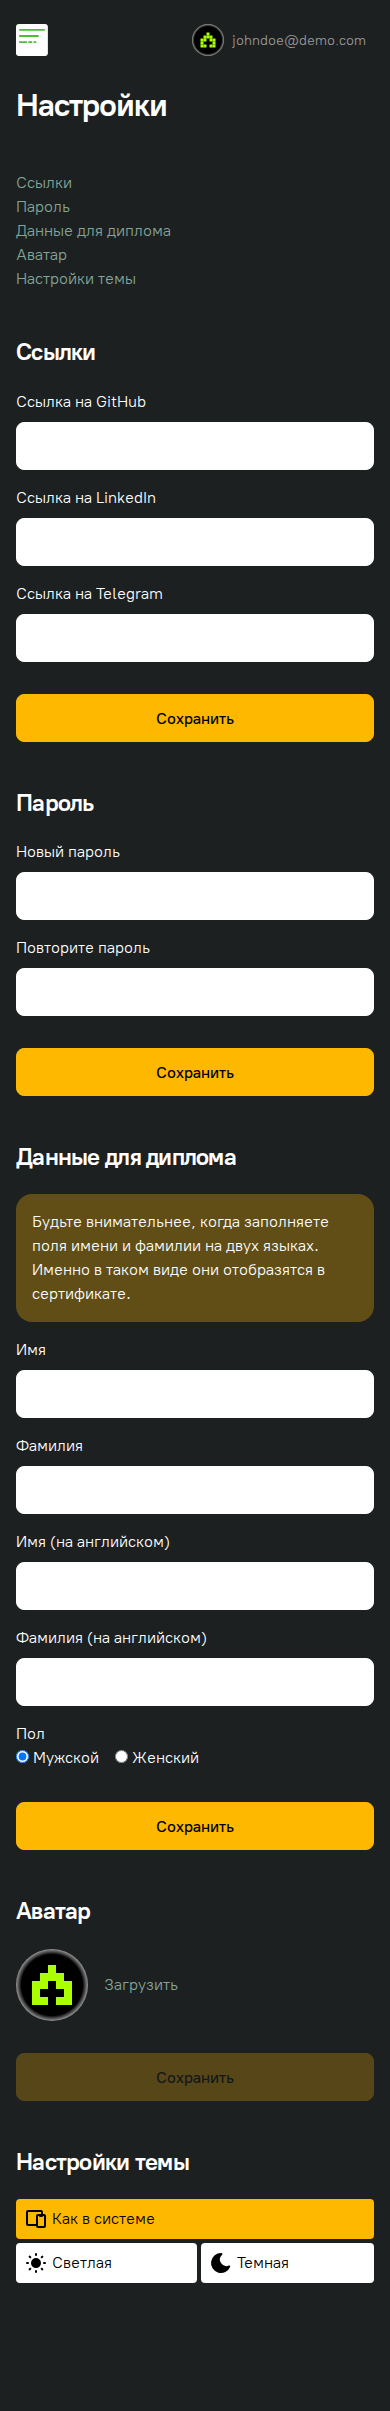 johndoe@demo.com
Настройки
Ссылки
Пароль
Данные для диплома
Аватар
Настройки темы
Ссылки
Ссылка на GitHub
Ссылка на LinkedIn
Ссылка на Telegram
Сохранить
Пароль
Новый пароль
Повторите пароль
Сохранить
Данные для диплома
Будьте внимательнее, когда заполняете
поля имени и фамилии на двух языках.
Именно в таком виде они отобразятся в
сертификате.
Имя
Фамилия
Имя (на английском)
Фамилия (на английском)
Пол
Мужской Женский
Сохранить
Аватар
Загрузить
Сохранить
Настройки темы
Как в системе
Светлая Темная